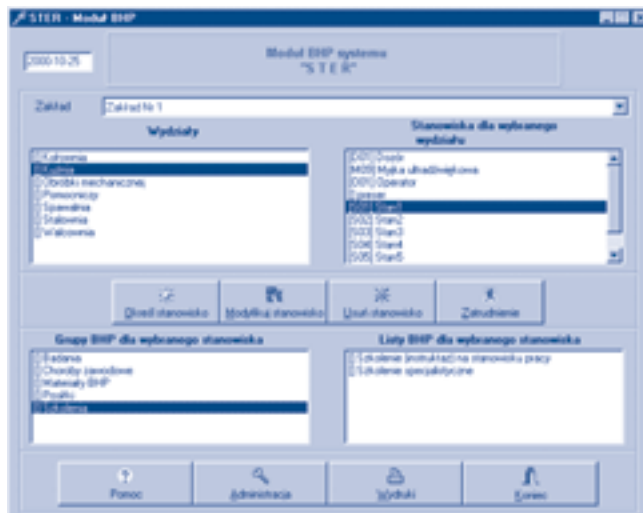 STER - Moduł BHP
2000-10-25
Moduł BHP systemu
"S T E R"
Zakład
Zakład Nr 1
Wydziały
[] Kotłownia
[] Kuźnia
[] Obróbki mechanicznej
[] Pomocniczy
[] Spawalnia
[] Stalownia
[] Walcownia
Stanowiska dla wybranego
wydziału
[D01] Dozór
[M09] Myjka ultradźwiękowa
[O01] Operator
[] preser
[S01] Stan1
[S02] Stan2
[S03] Stan3
[S04] Stan4
[S05] Stan5
Określ stanowisko
Modyfikuj stanowisko
Usuń stanowisko
Zatrudnienie
Grupy BHP dla wybranego stanowiska
[] Badania
[] Choroby zawodowe
[] Materiały BHP
[] Posiłki
[] Szkolenia
Listy BHP dla wybranego stanowiska
[] Szkolenie (instruktaż) na stanowisku pracy
[] Szkolenie specjalistyczne
Pomoc
Administracja
Wydruki
Koniec